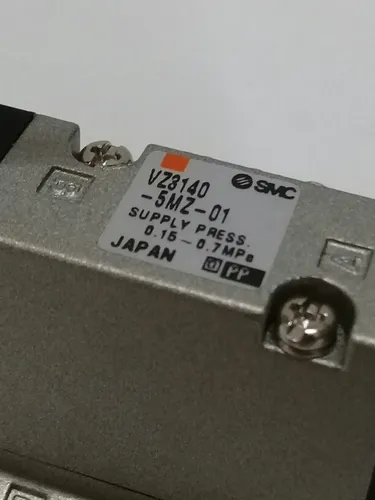 VZ3140
SMC
-5MZ-01
SUPPLY PRESS.
0.15-0.7MPa
JAPAN
PP
A